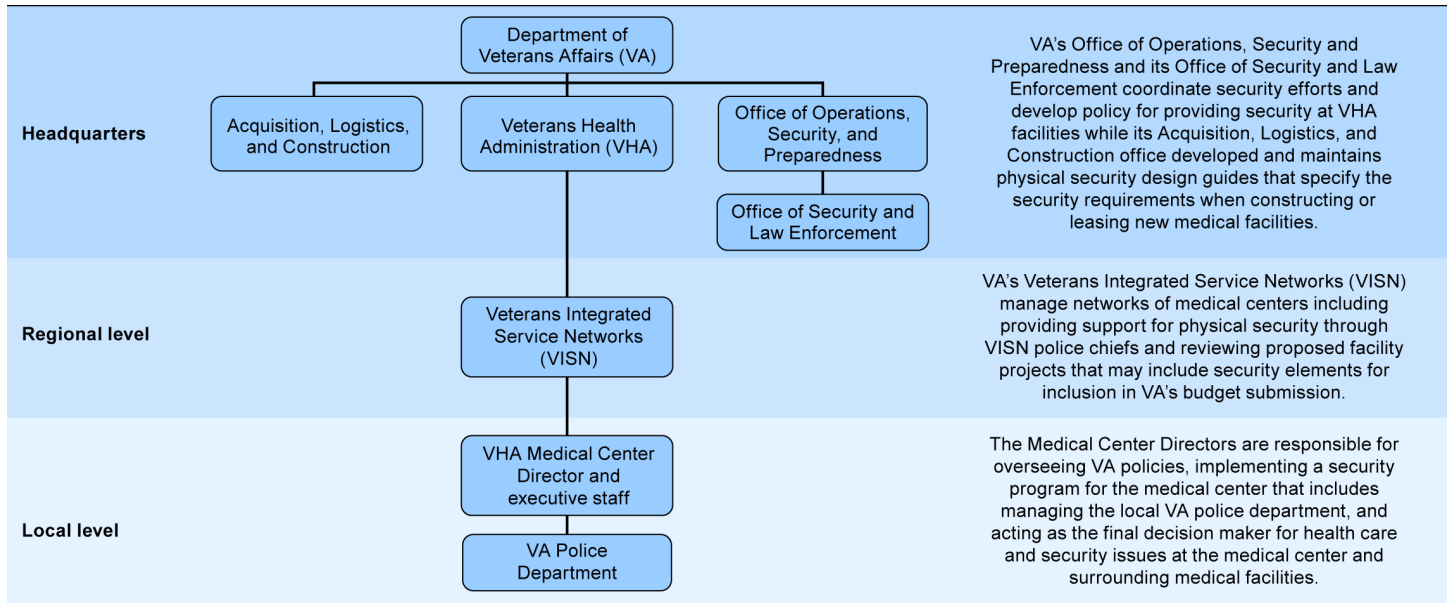 Headquarters
Department of
Veterans Affairs (VA)
Acquisition, Logistics,
and Construction
Veterans Health
Administration (VHA)
Office of Operations,
Security, and
Preparedness
Office of Security and
Law Enforcement
VA’s Office of Operations, Security and
Preparedness and its Office of Security and Law
Enforcement coordinate security efforts and
develop policy for providing security at VHA
facilities while its Acquisition, Logistics, and
Construction office developed and maintains
physical security design guides that specify the
security requirements when constructing or
leasing new medical facilities.
Regional level
Veterans Integrated
Service Networks
(VISN)
VA’s Veterans Integrated Service Networks (VISN)
manage networks of medical centers including
providing support for physical security through
VISN police chiefs and reviewing proposed facility
projects that may include security elements for
inclusion in VA’s budget submission.
Local level
VHA Medical Center
Director and
executive staff
VA Police
Department
The Medical Center Directors are responsible for
overseeing VA policies, implementing a security
program for the medical center that includes
managing the local VA police department, and
acting as the final decision maker for health care
and security issues at the medical center and
surrounding medical facilities.